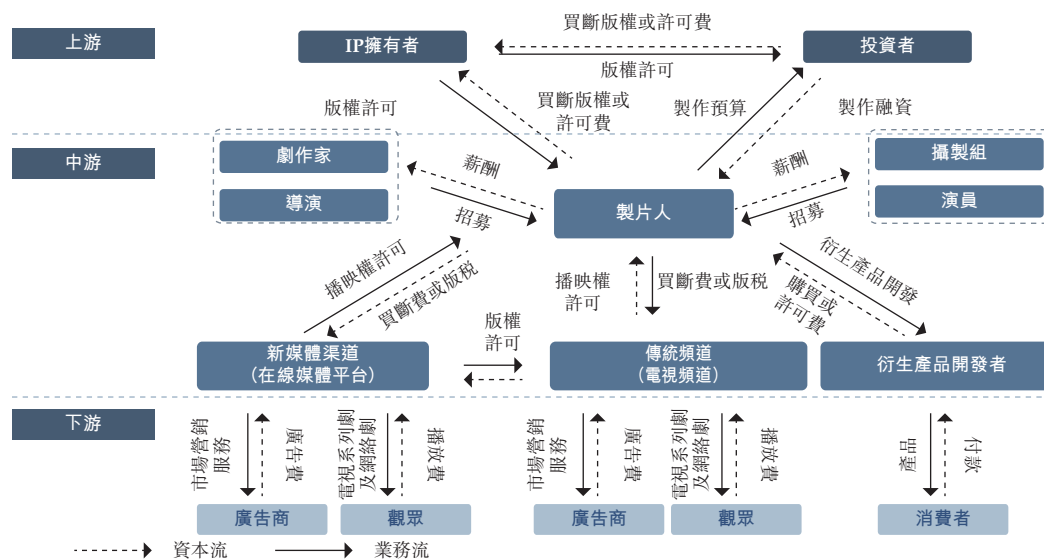 買斷版權或許可費
上游
IP擁有者
投資者
版權許可
版權許可
買斷版權或
許可費
製作預算
製作融資
中游
劇作家
導演
薪酬
招募
製片人
薪酬
招募
攝製組
演員
播映權許可
買斷費或版税
播映權
許可
買斷費或版税
衍生產品開發
購買或
許可費
版權
許可
新媒體渠道
（在線媒體平台）
傳統頻道
（電視頻道）
衍生產品開發者
下游
市場營銷
服務
廣告費
電視系列劇
及網絡劇
播放費
市場營銷
服務
廣告費
電視系列劇
及網絡劇
播放費
產品
付款
廣告商
觀眾
廣告商
觀眾
消費者
資本流
業務流